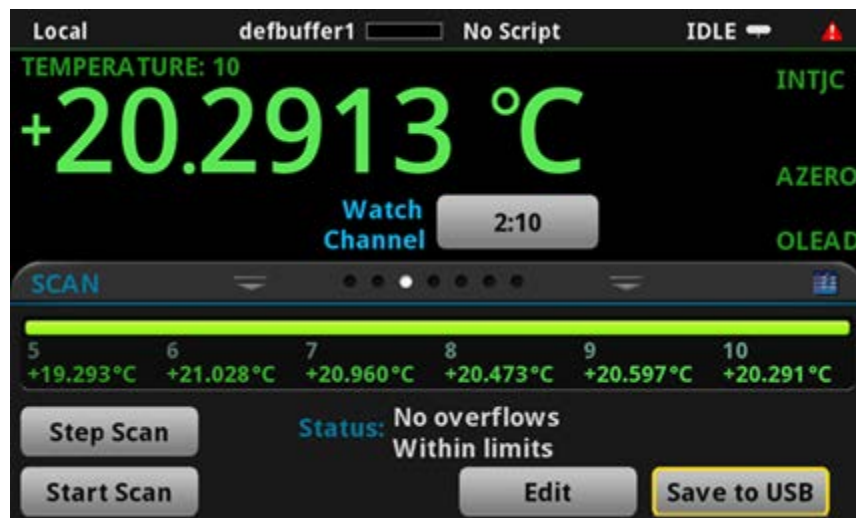 Local defbuffer1 No Script IDLE
TEMPERATURE: 10
INTJC
+20.2913 °C
AZERO
Watch
Channel
2:10
OLEAD
SCAN
5 6 7 8 9 10
+19.293°C +21.028°C +20.960°C +20.473°C +20.597°C +20.291°C
Step Scan
Status: No overflows
Within limits
Start Scan Edit Save to USB